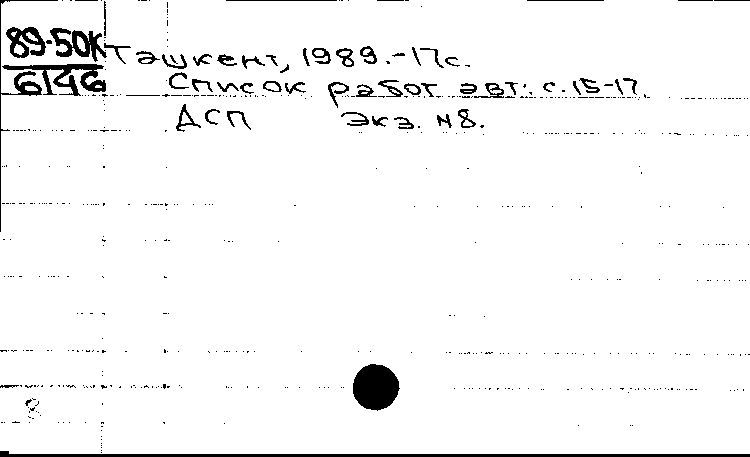 89-50К Ташкент, 1989.-17с.
6146 Список работ авт: с.15-17.
ДСП Экз. N8.
8